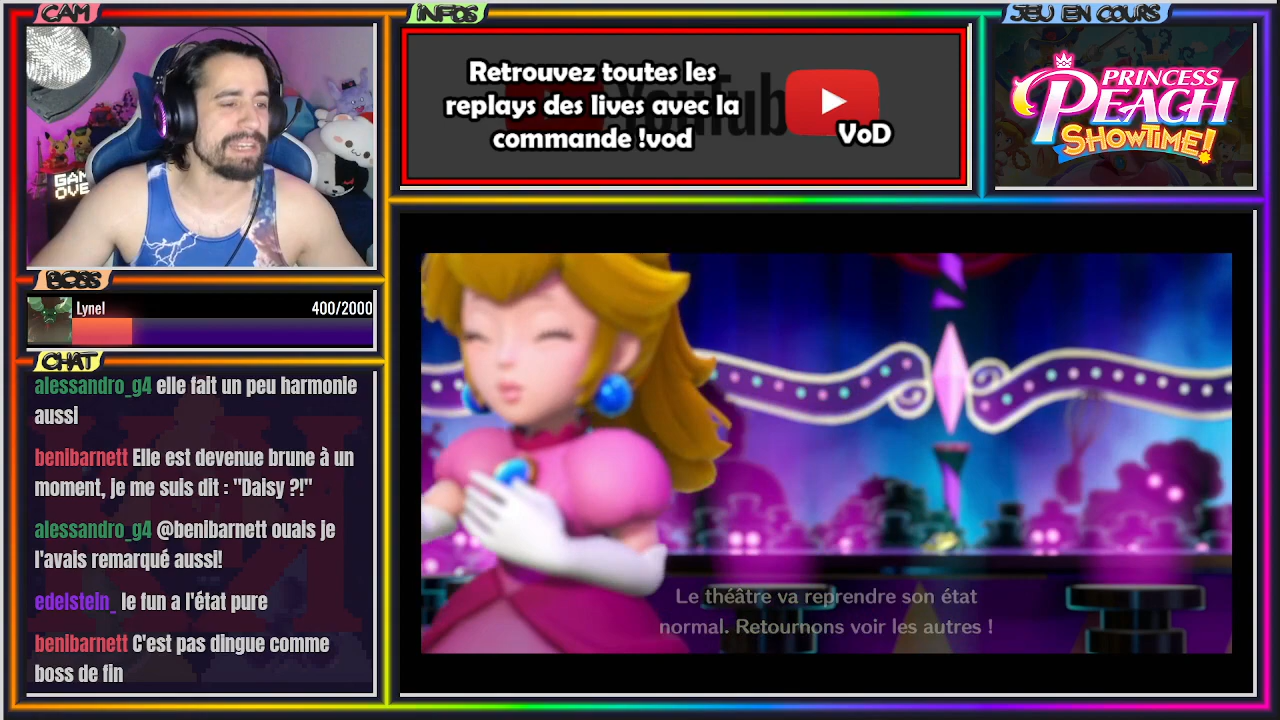 CAM
INFOS
JEU EN COURS
Retrouvez toutes les
replays des lives avec la
commande !vod
VoD
PRINCESS
PEACH
SHOWTIME!
GAM
OVE
BOSS
Lynel
400/2000
CHAT
alessandro_g4 elle fait un peu harmonie
aussi
benibarnett Elle est devenue brune à un
moment, je me suis dit : "Daisy ?!"
alessandro_g4 @benibarnett ouais je
l'avais remarqué aussi!
edelstein_ le fun a l'état pure
benibarnett C'est pas dingue comme
boss de fin
Le théâtre va reprendre son état
normal. Retournons voir les autres !